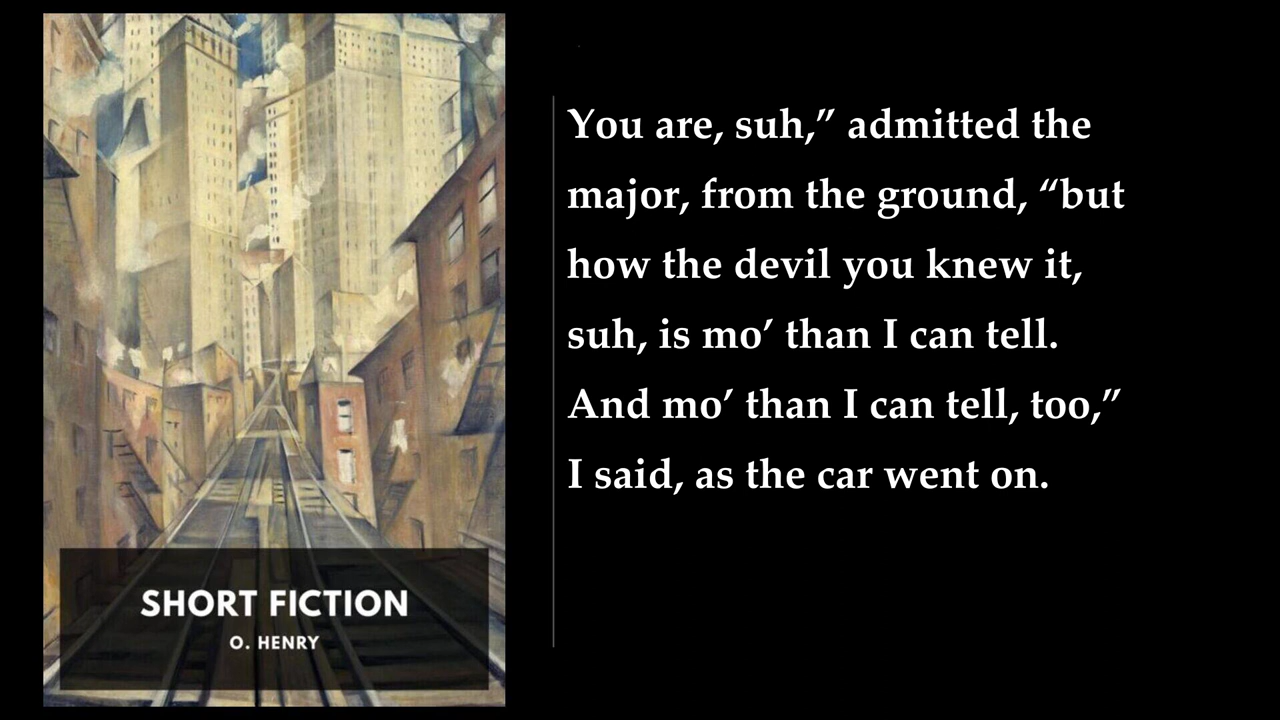 You are, suh,” admitted the
major, from the ground, “but
how the devil you knew it,
suh, is mo’ than I can tell.
And mo’ than I can tell, too,”
I said, as the car went on.
SHORT FICTION
O. HENRY